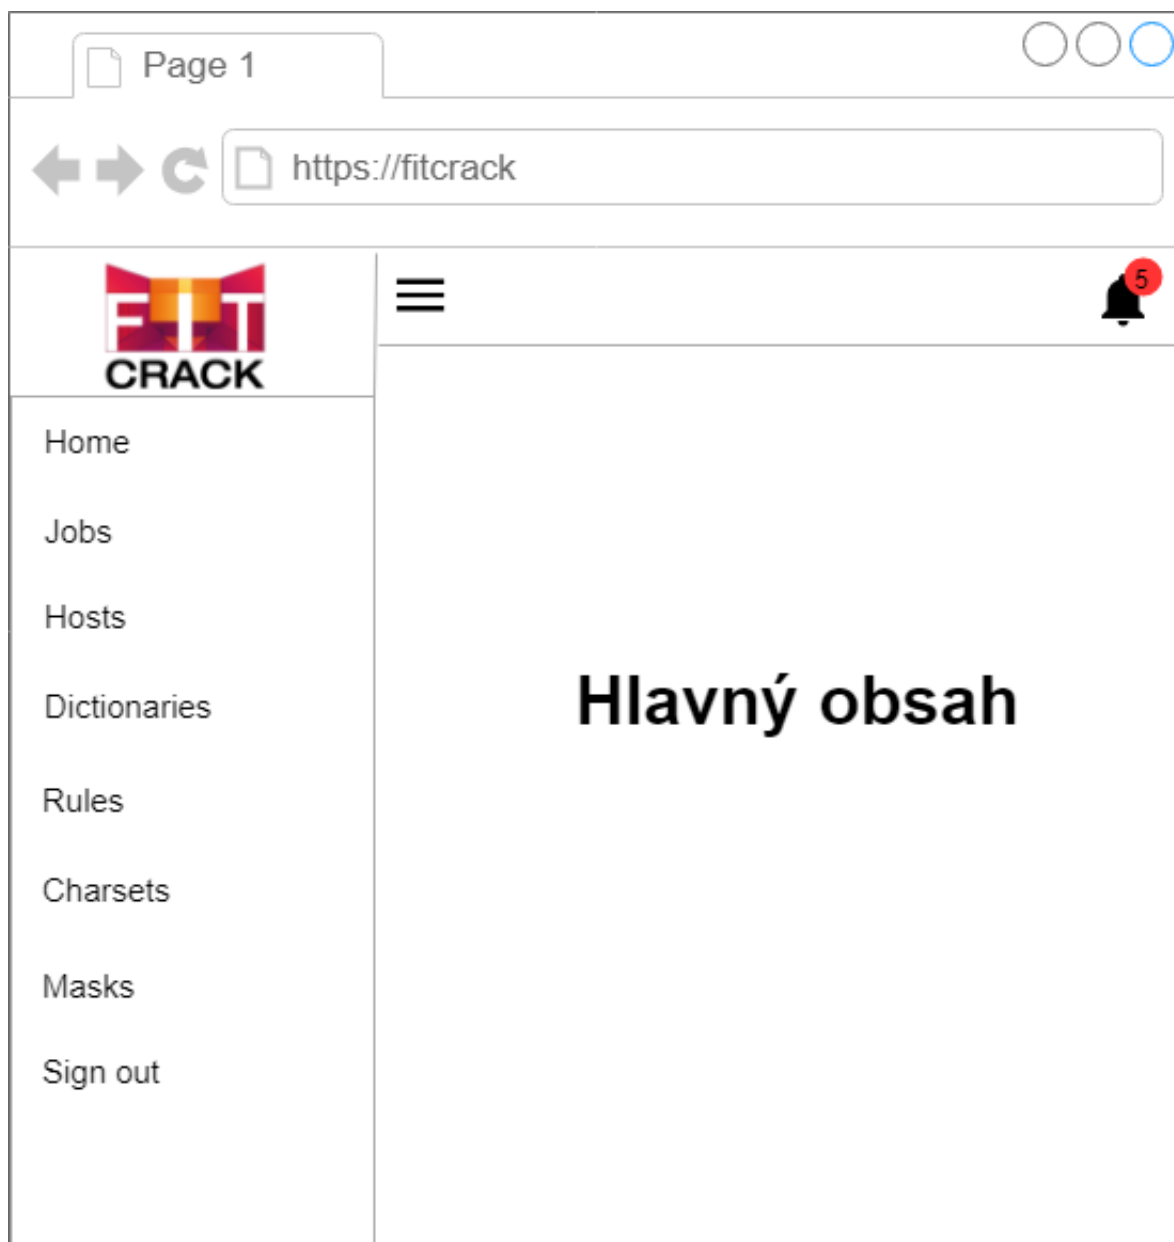 Page 1
https://fitcrack
FIT
CRACK
5
Home
Jobs
Hosts
Dictionaries
Rules
Charsets
Masks
Sign out
Hlavný obsah